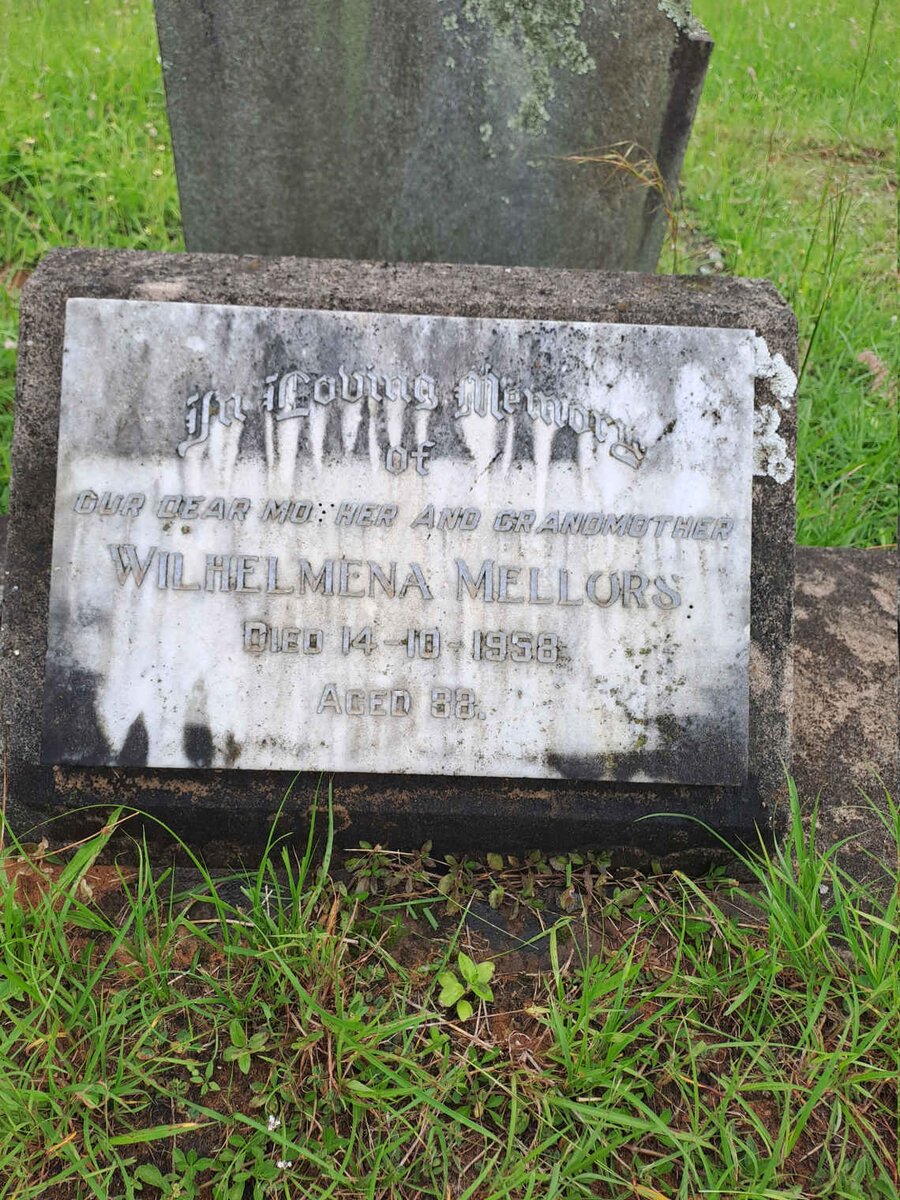 In Loving Memory
of
OUR DEAR MOTHER AND GRANDMOTHER
WILHELMENA MELLORS
DIED 14-10-1958
AGED 88.